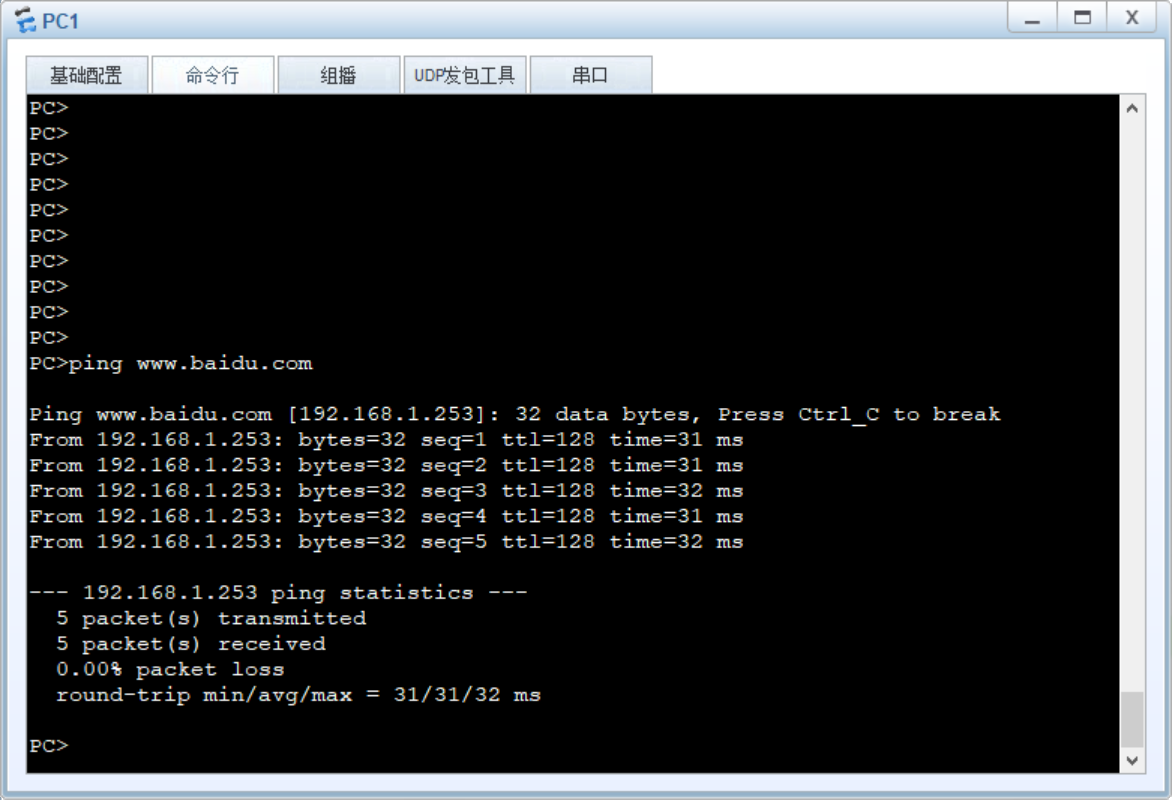 PC1
基础配置 命令行 组播 UDP发包工具 串口
PC>
PC>
PC>
PC>
PC>
PC>
PC>
PC>
PC>
PC>
PC>ping www.baidu.com
Ping www.baidu.com [192.168.1.253]: 32 data bytes, Press Ctrl_C to break
From 192.168.1.253: bytes=32 seq=1 ttl=128 time=31 ms
From 192.168.1.253: bytes=32 seq=2 ttl=128 time=31 ms
From 192.168.1.253: bytes=32 seq=3 ttl=128 time=32 ms
From 192.168.1.253: bytes=32 seq=4 ttl=128 time=31 ms
From 192.168.1.253: bytes=32 seq=5 ttl=128 time=32 ms
--- 192.168.1.253 ping statistics ---
5 packet(s) transmitted
5 packet(s) received
0.00% packet loss
round-trip min/avg/max = 31/31/32 ms
PC>